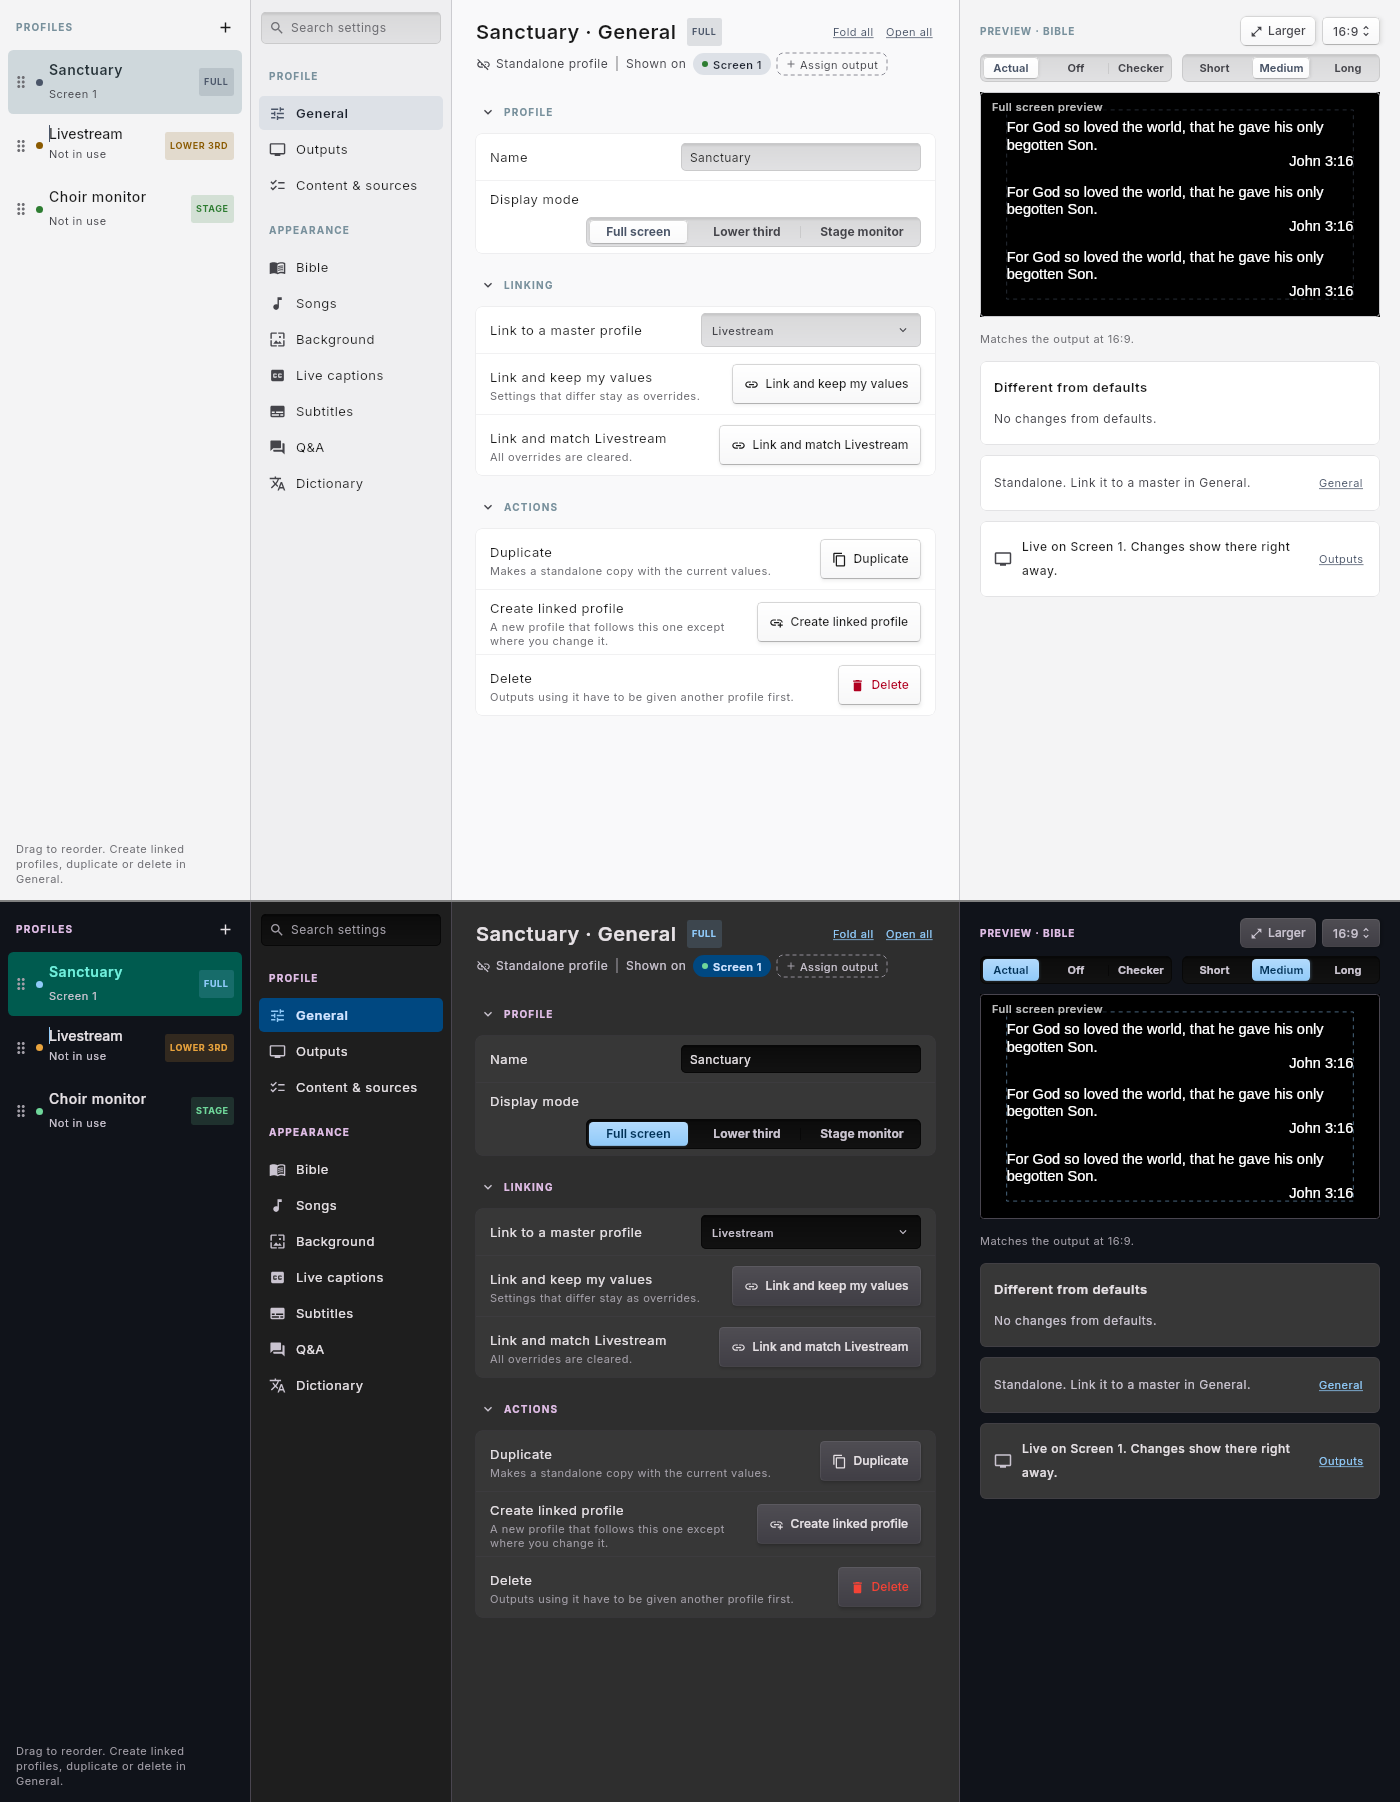 PROFILES
Sanctuary
Screen 1
FULL
Livestream
Not in use
LOWER 3RD
Choir monitor
Not in use
STAGE
Drag to reorder. Create linked
profiles, duplicate or delete in
General.
Search settings
PROFILE
General
Outputs
Content & sources
APPEARANCE
Bible
Songs
Background
Live captions
Subtitles
Q&A
Dictionary
Sanctuary · General FULL
Fold all Open all
Standalone profile | Shown on Screen 1 + Assign output
PROFILE
Name Sanctuary
Display mode
Full screen Lower third Stage monitor
LINKING
Link to a master profile Livestream
Link and keep my values
Settings that differ stay as overrides.
Link and keep my values
Link and match Livestream
All overrides are cleared.
Link and match Livestream
ACTIONS
Duplicate
Makes a standalone copy with the current values.
Duplicate
Create linked profile
A new profile that follows this one except
where you change it.
Create linked profile
Delete
Outputs using it have to be given another profile first.
Delete
PREVIEW · BIBLE
Larger 16:9
Actual Off Checker Short Medium Long
Full screen preview
For God so loved the world, that he gave his only
begotten Son.
John 3:16
For God so loved the world, that he gave his only
begotten Son.
John 3:16
For God so loved the world, that he gave his only
begotten Son.
John 3:16
Matches the output at 16:9.
Different from defaults
No changes from defaults.
Standalone. Link it to a master in General. General
Live on Screen 1. Changes show there right
away.
Outputs
PROFILES
Sanctuary
Screen 1
FULL
Livestream
Not in use
LOWER 3RD
Choir monitor
Not in use
STAGE
Drag to reorder. Create linked
profiles, duplicate or delete in
General.
Search settings
PROFILE
General
Outputs
Content & sources
APPEARANCE
Bible
Songs
Background
Live captions
Subtitles
Q&A
Dictionary
Sanctuary · General FULL
Fold all Open all
Standalone profile | Shown on Screen 1 + Assign output
PROFILE
Name Sanctuary
Display mode
Full screen Lower third Stage monitor
LINKING
Link to a master profile Livestream
Link and keep my values
Settings that differ stay as overrides.
Link and keep my values
Link and match Livestream
All overrides are cleared.
Link and match Livestream
ACTIONS
Duplicate
Makes a standalone copy with the current values.
Duplicate
Create linked profile
A new profile that follows this one except
where you change it.
Create linked profile
Delete
Outputs using it have to be given another profile first.
Delete
PREVIEW · BIBLE
Larger 16:9
Actual Off Checker Short Medium Long
Full screen preview
For God so loved the world, that he gave his only
begotten Son.
John 3:16
For God so loved the world, that he gave his only
begotten Son.
John 3:16
For God so loved the world, that he gave his only
begotten Son.
John 3:16
Matches the output at 16:9.
Different from defaults
No changes from defaults.
Standalone. Link it to a master in General. General
Live on Screen 1. Changes show there right
away.
Outputs